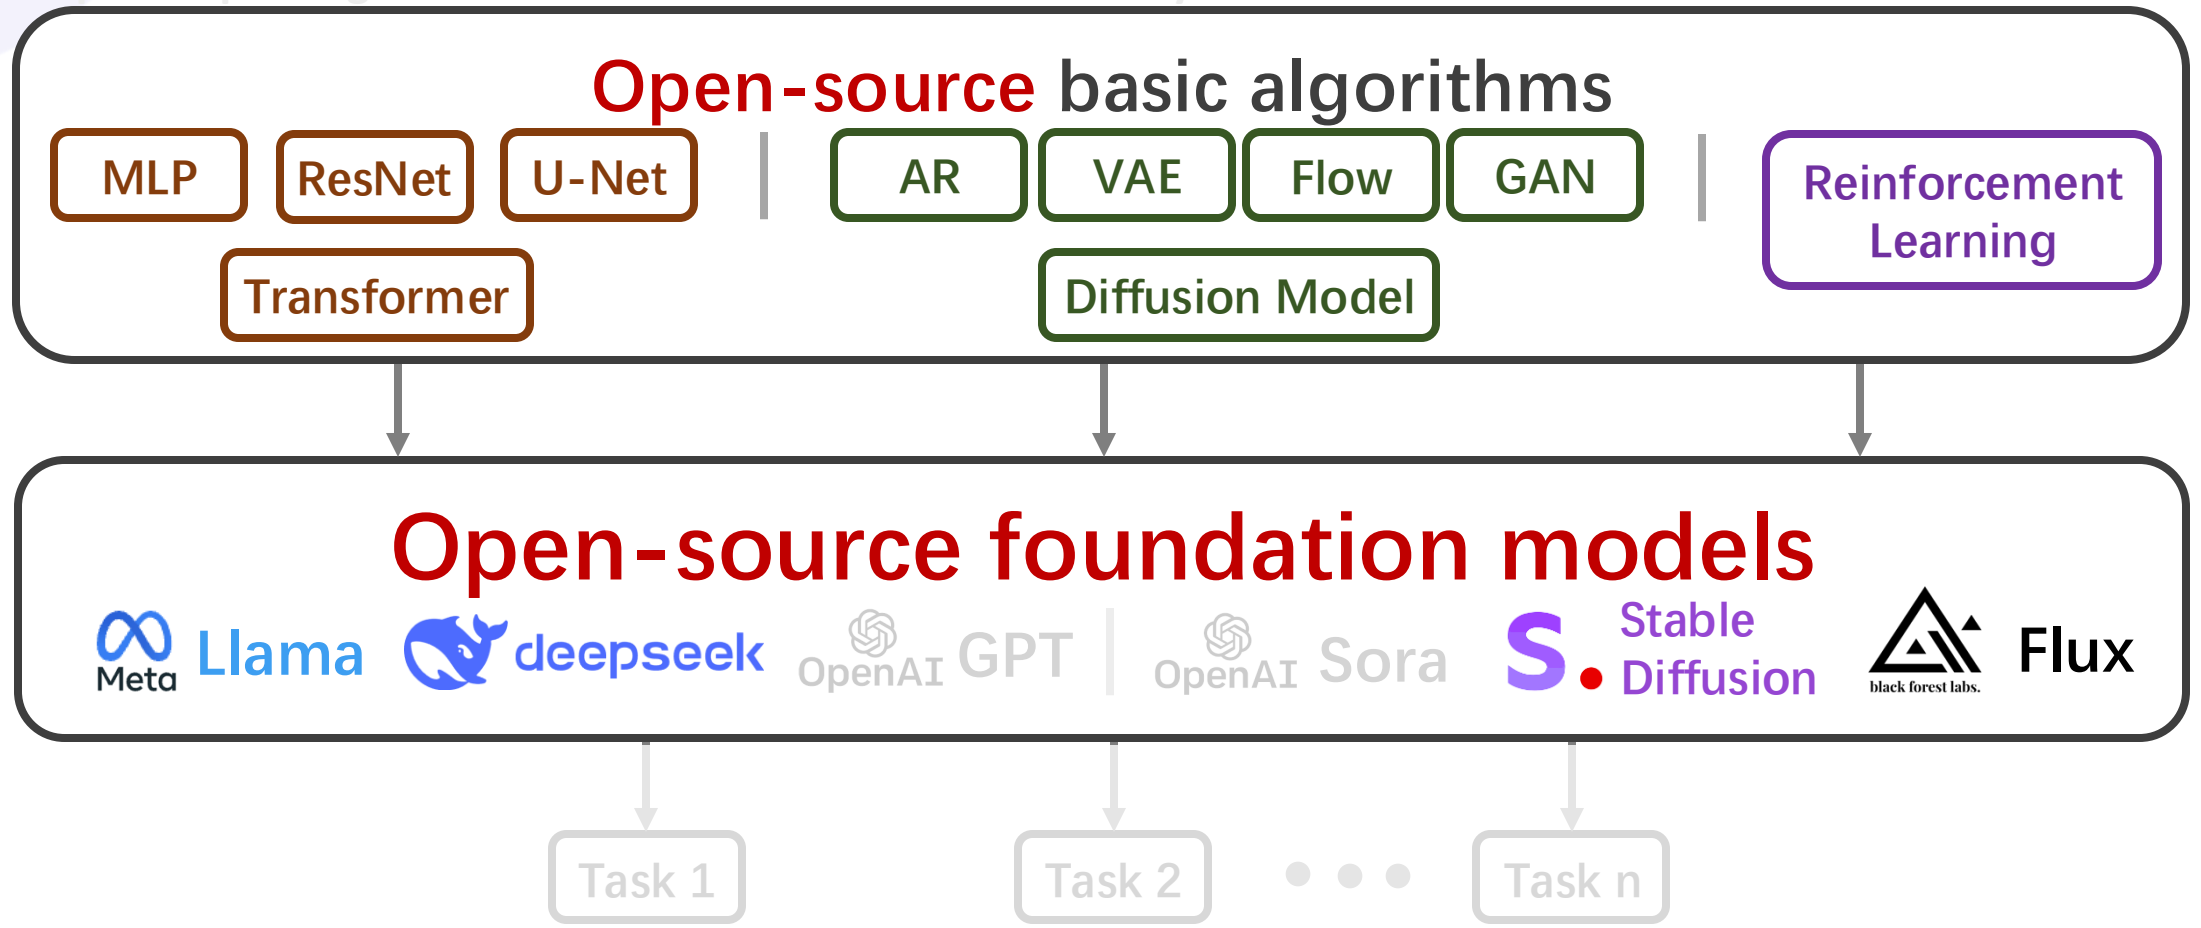 Open-source basic algorithms
MLP
ResNet
U-Net
AR
VAE
Flow
GAN
Reinforcement
Learning
Transformer
Diffusion Model
Open-source foundation models
Meta
Llama
deepseek
OpenAI
GPT
OpenAI
Sora
S.
Stable
Diffusion
black forest labs.
Flux
Task 1
Task 2
Task n